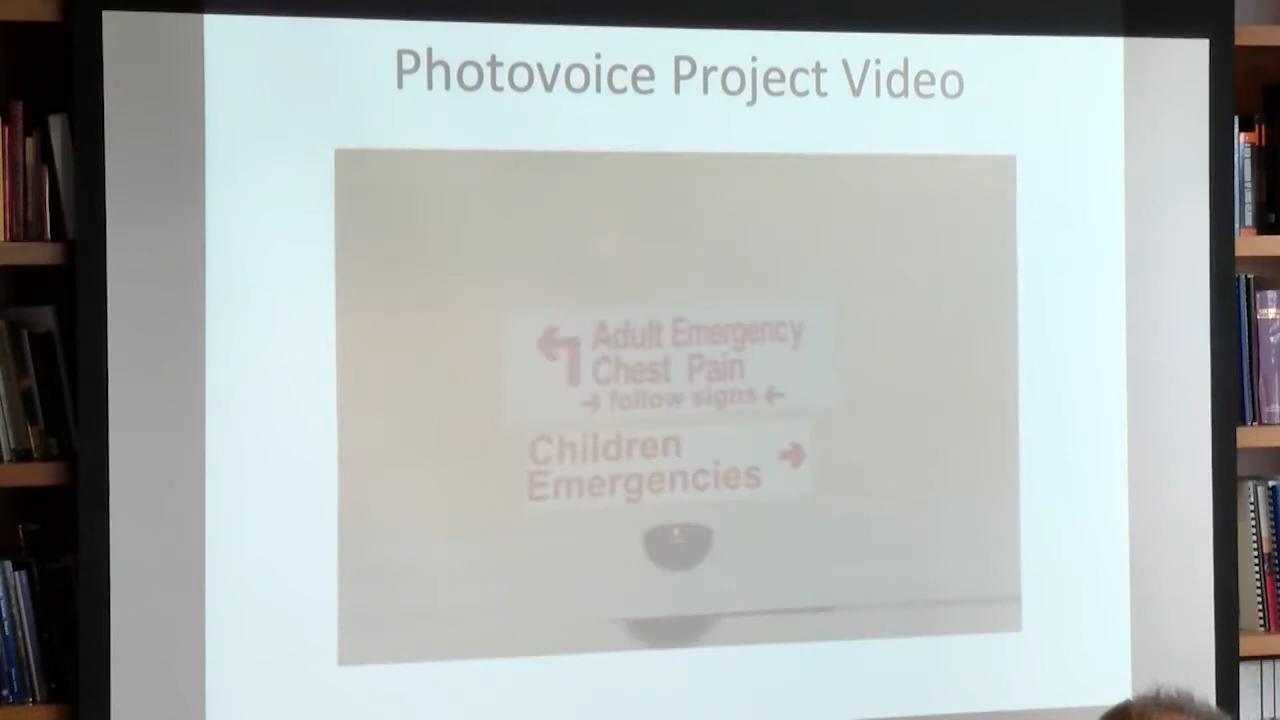 Photovoice Project Video
Adult Emergency
Chest Pain
→ follow signs ←
Children
Emergencies